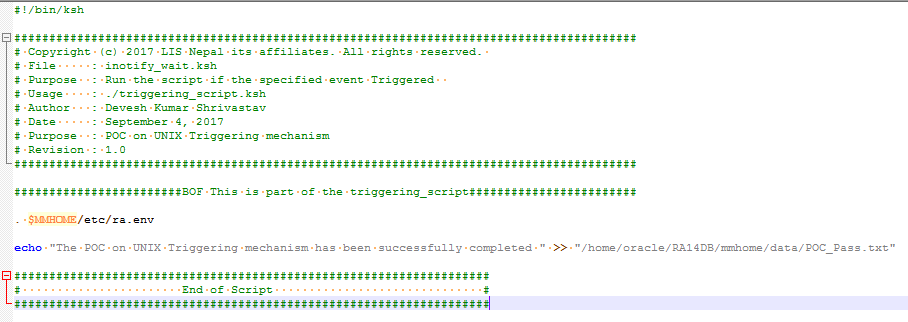 #!/bin/ksh
#########################################################################################
# Copyright (c) 2017 LIS Nepal its affiliates. All rights reserved.
# File     : inotify_wait.ksh
# Purpose  : Run the script if the specified event Triggered
# Usage    : ./triggering_script.ksh
# Author   : Devesh Kumar Shrivastav
# Date     : September 4, 2017
# Purpose  : POC on UNIX Triggering mechanism
# Revision : 1.0
#########################################################################################
########################BOF This is part of the triggering_script########################
. $MMHOME/etc/ra.env
echo "The POC on UNIX Triggering mechanism has been successfully completed " >> "/home/oracle/RA14DB/mmhome/data/POC_Pass.txt"
####################################################################
#                       End of Script                              #
####################################################################